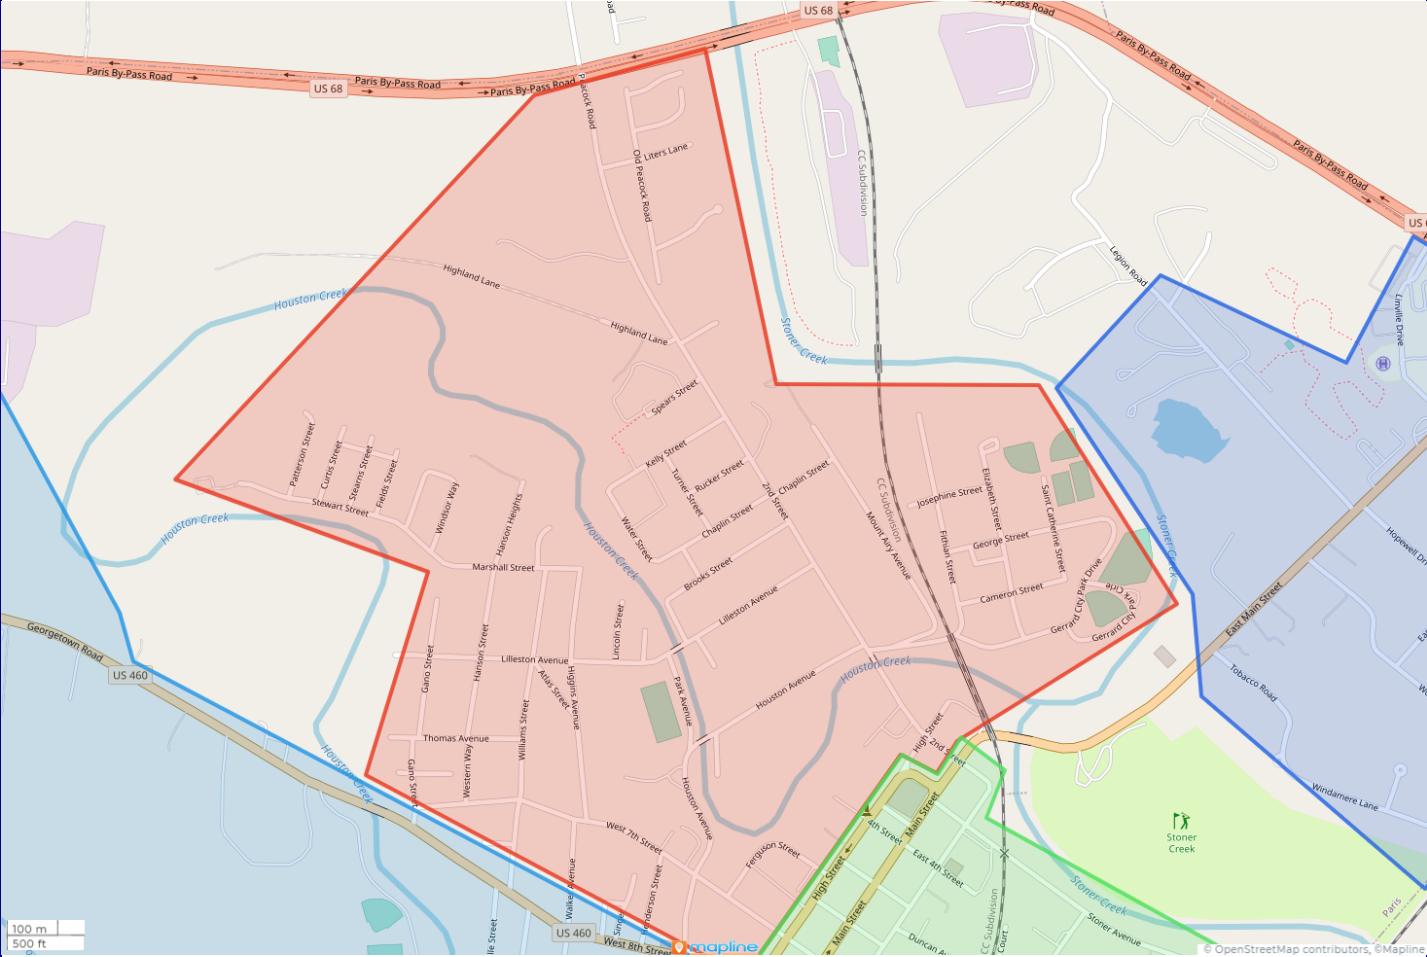 US 68
Paris By-Pass Road
Paris By-Pass Road
Paris By-Pass Road
Paris By-Pass Road
US 68
Paris By-Pass Road
Paris By-Pass Road
Peacock Road
Liters Lane
Old Peacock Road
CC Subdivision
Legion Road
Linville Drive
Highland Lane
Houston Creek
Highland Lane
Stoner Creek
Spears Street
Patterson Street
Curtis Street
Stearns Street
Fields Street
Kelly Street
Rucker Street
Turner Street
Chaplin Street
2nd Street
Chaplin Street
Stewart Street
Windsor Way
Hanson Heights
Houston Creek
Houston Creek
Water Street
Brooks Street
Mount Airy Avenue
CC Subdivision
Josephine Street
Elizabeth Street
Saint Catherine Street
Fithian Street
George Street
Cameron Street
Gerrard City Park Drive
Gerrard City Park Cirle
Stoner Creek
Marshall Street
Lilleston Avenue
Lincoln Street
Hanson Street
Gano Street
Lilleston Avenue
Atlas Street
Higgins Avenue
Park Avenue
Houston Avenue
Houston Creek
East Main Street
Tobacco Road
Georgetown Road
US 460
Thomas Avenue
Williams Street
Western Way
Gano Street
Houston Creek
High Street
2nd Street
Houston Avenue
West 7th Street
Ferguson Street
4th Street
Main Street
East 4th Street
High Street
Main Street
Windamere Lane
Stoner
Creek
Stoner Creek
Stoner Avenue
Paris
CC Subdivision
Court
Walker Avenue
Henderson Street
US 460
West 8th Street
100 m
500 ft
mapline
© OpenStreetMap contributors, ©Mapline